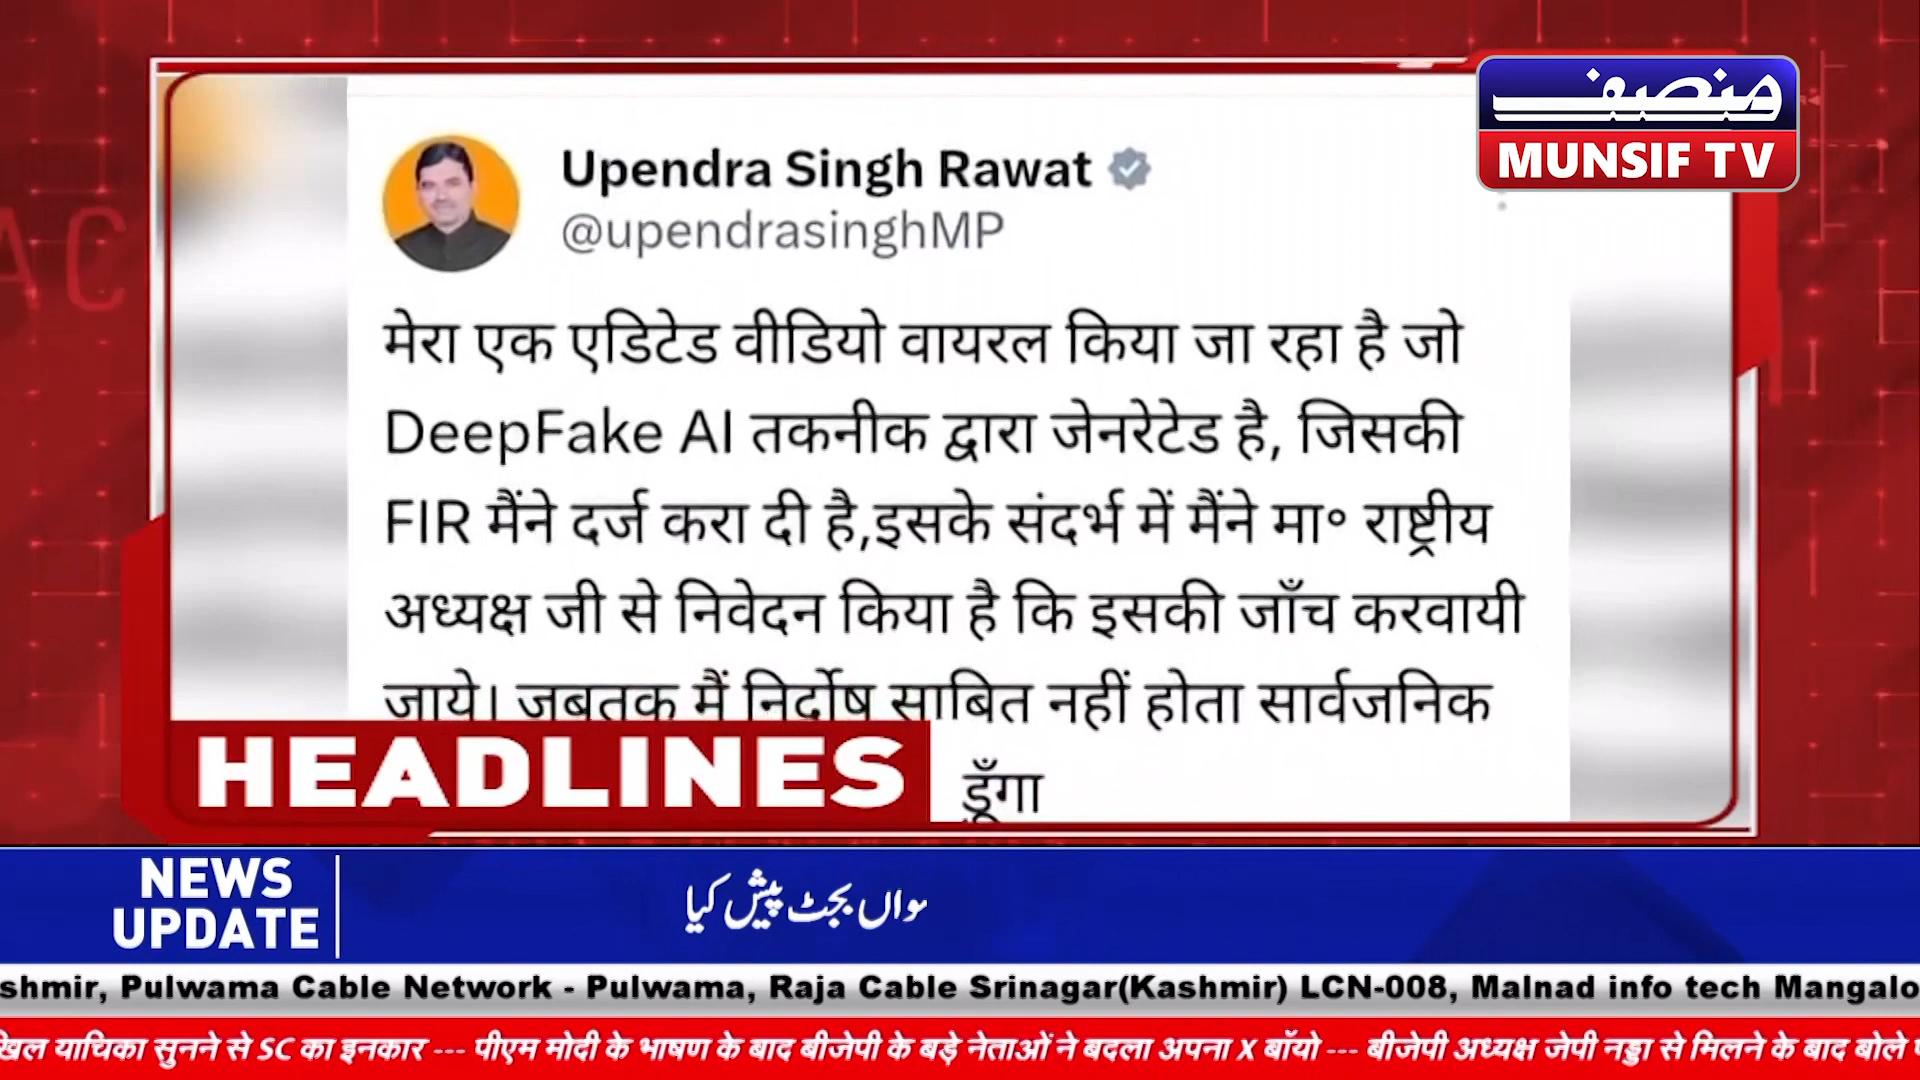 منصف
MUNSIF TV
Upendra Singh Rawat
@upendrasinghMP
मेरा एक एडिटेड वीडियो वायरल किया जा रहा है जो
DeepFake AI तकनीक द्वारा जेनरेटेड है, जिसकी
FIR मैंने दर्ज करा दी है,इसके संदर्भ में मैंने मा॰ राष्ट्रीय
अध्यक्ष जी से निवेदन किया है कि इसकी जाँच करवायी
जाये। जबतक मैं निर्दोष साबित नहीं होता सार्वजनिक
HEADLINES
NEWS
UPDATE
واں بجٹ پیش کیا
shmir, Pulwama Cable Network - Pulwama, Raja Cable Srinagar(Kashmir) LCN-008, Malnad info tech Mangalo
याचिका सुनने से SC का इनकार --- पीएम मोदी के भाषण के बाद बीजेपी के बड़े नेताओं ने बदला अपना X बॉयो --- बीजेपी अध्यक्ष जेपी नड्डा से मिलने के बाद बोले